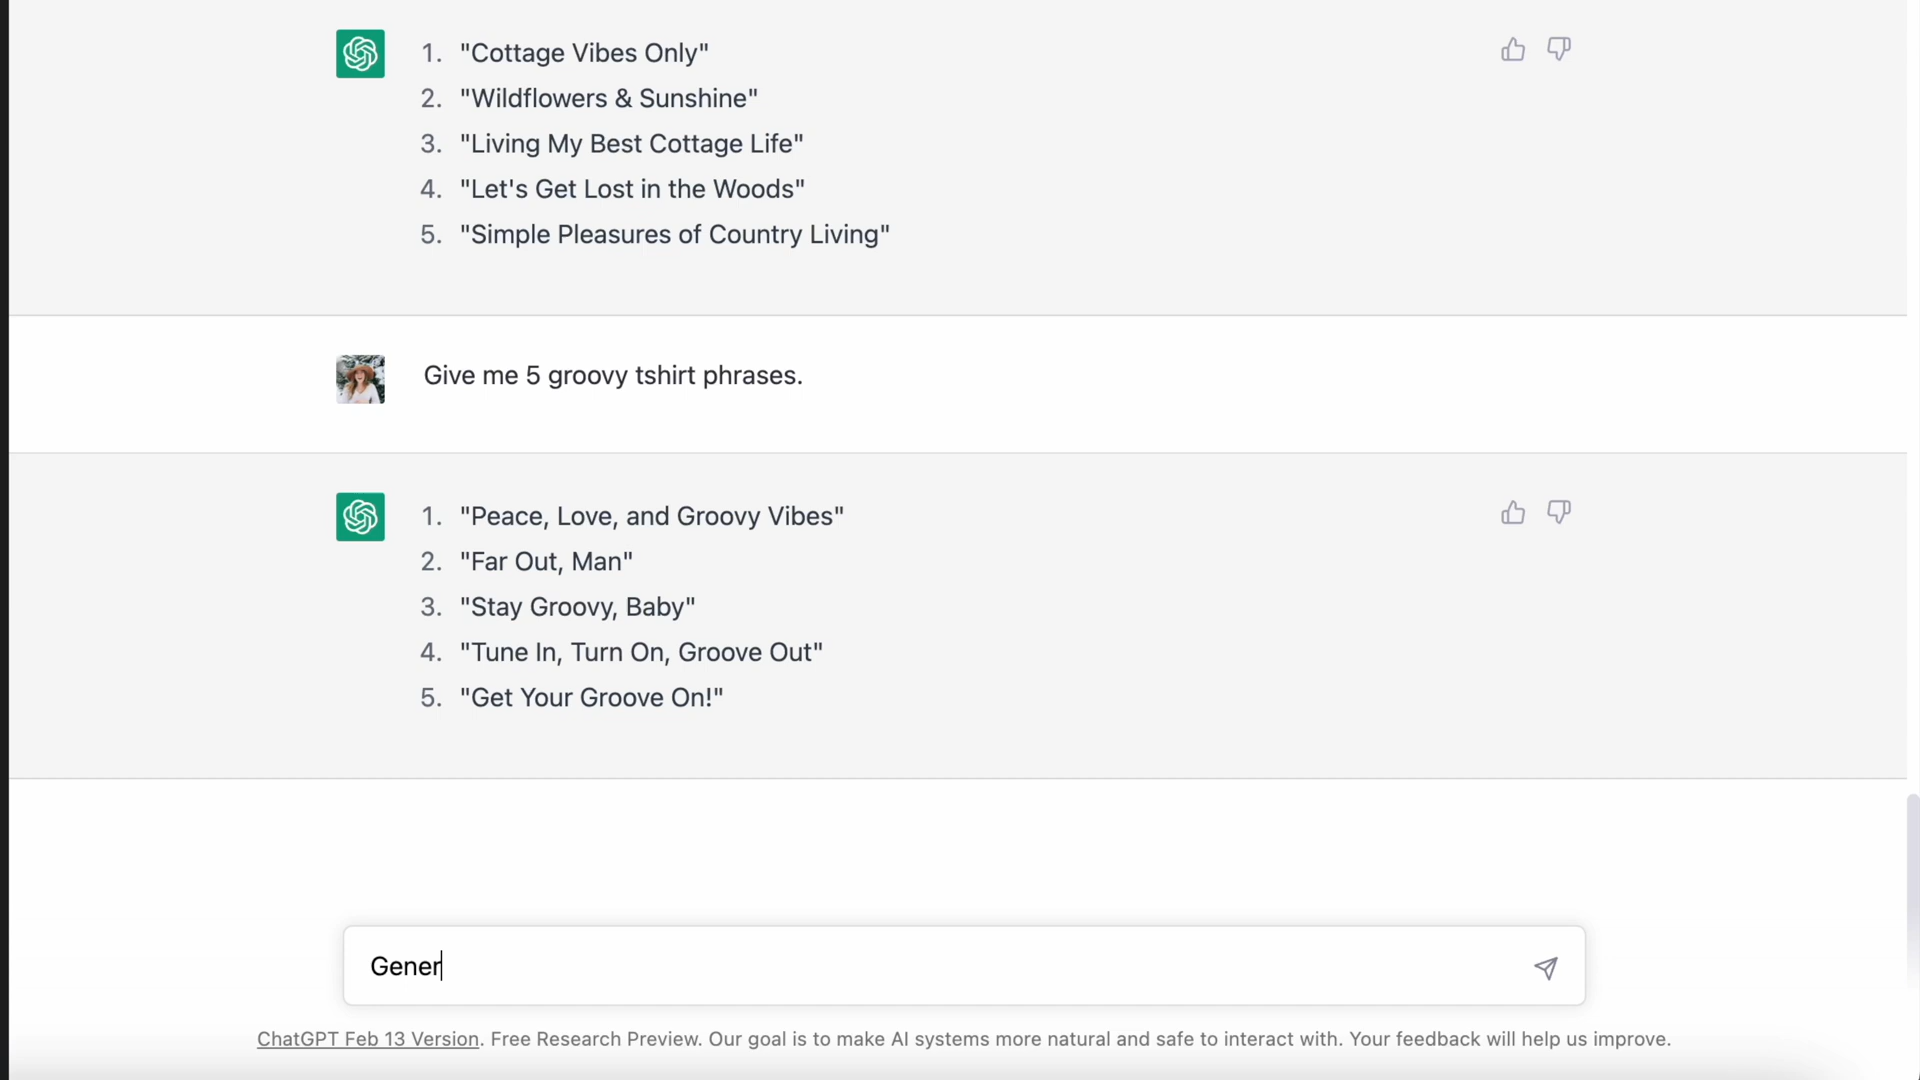 1. "Cottage Vibes Only"
2. "Wildflowers & Sunshine"
3. "Living My Best Cottage Life"
4. "Let's Get Lost in the Woods"
5. "Simple Pleasures of Country Living"
Give me 5 groovy tshirt phrases.
1. "Peace, Love, and Groovy Vibes"
2. "Far Out, Man"
3. "Stay Groovy, Baby"
4. "Tune In, Turn On, Groove Out"
5. "Get Your Groove On!"
Gener
ChatGPT Feb 13 Version. Free Research Preview. Our goal is to make AI systems more natural and safe to interact with. Your feedback will help us improve.